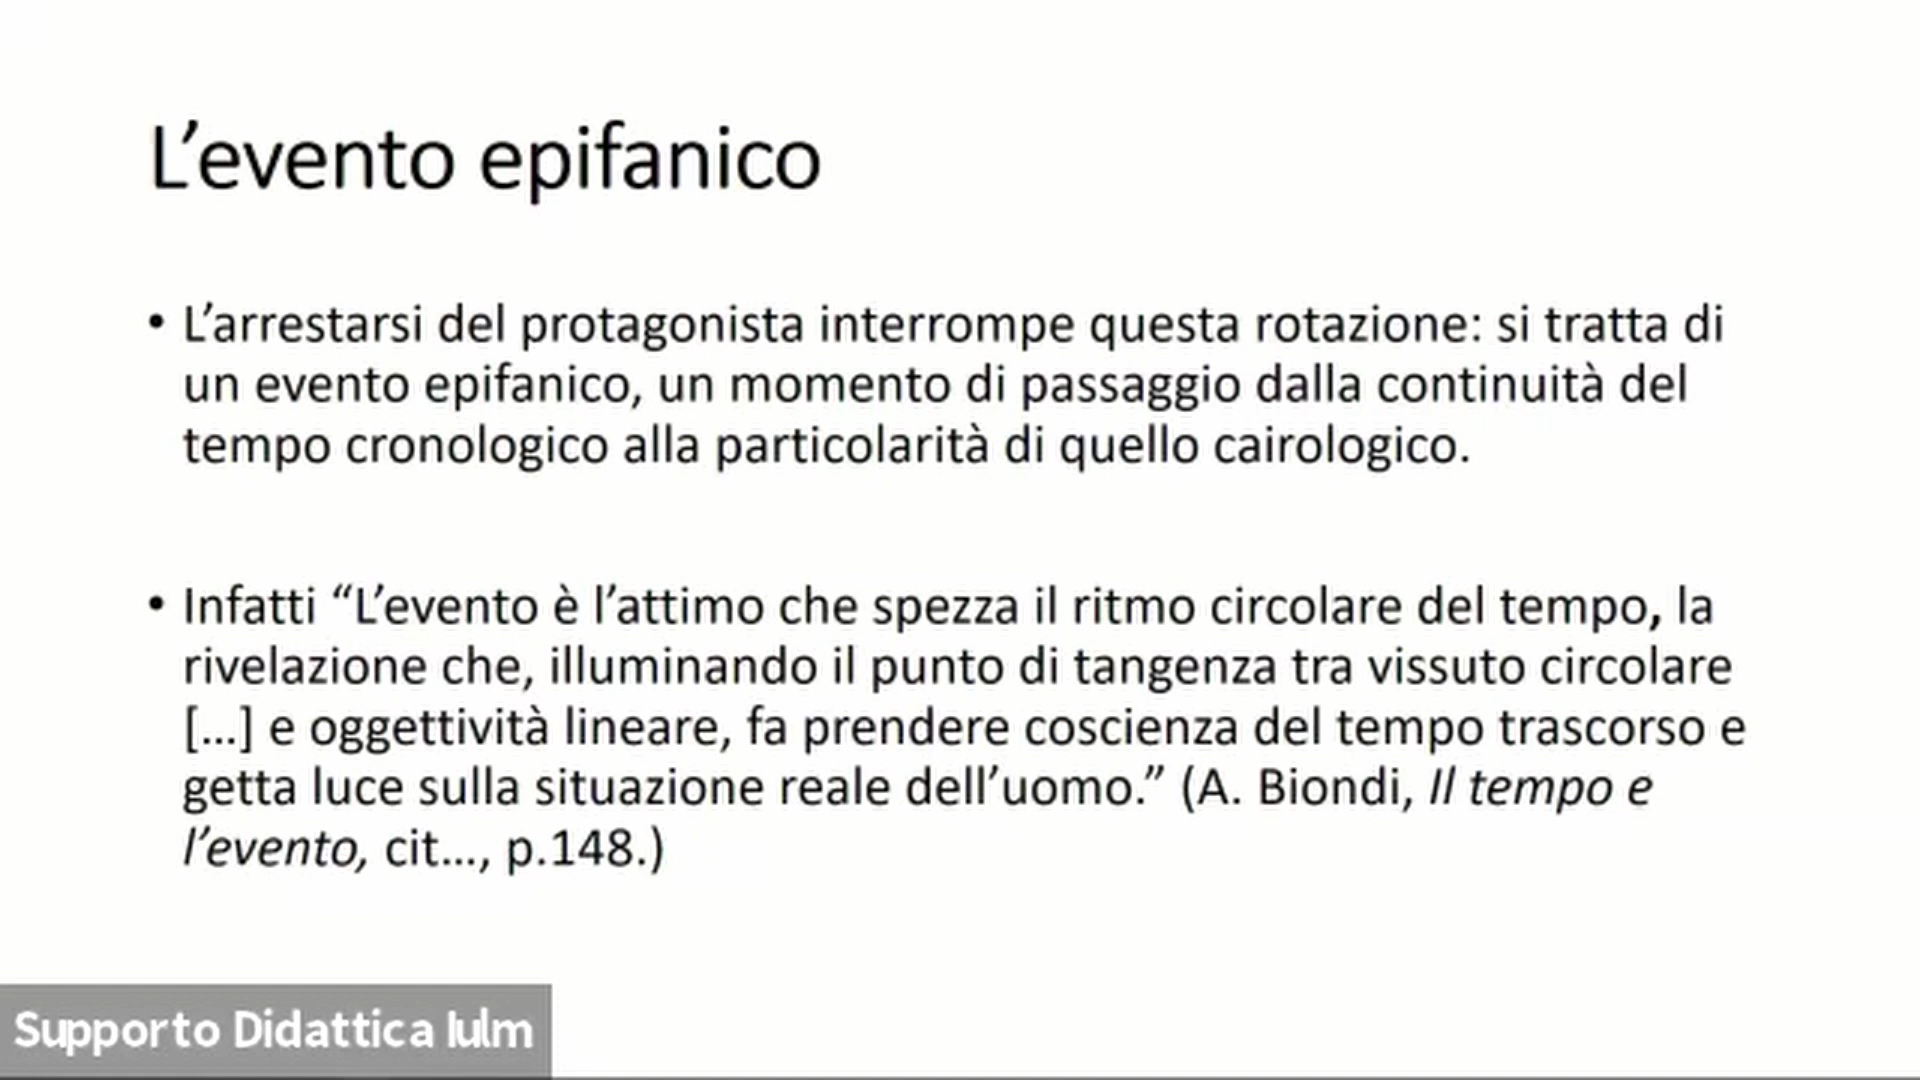 L’evento epifanico
• L’arrestarsi del protagonista interrompe questa rotazione: si tratta di
un evento epifanico, un momento di passaggio dalla continuità del
tempo cronologico alla particolarità di quello cairologico.
• Infatti “L’evento è l’attimo che spezza il ritmo circolare del tempo, la
rivelazione che, illuminando il punto di tangenza tra vissuto circolare
[…] e oggettività lineare, fa prendere coscienza del tempo trascorso e
getta luce sulla situazione reale dell’uomo.” (A. Biondi, Il tempo e
l’evento, cit…, p.148.)
Supporto Didattica Iulm